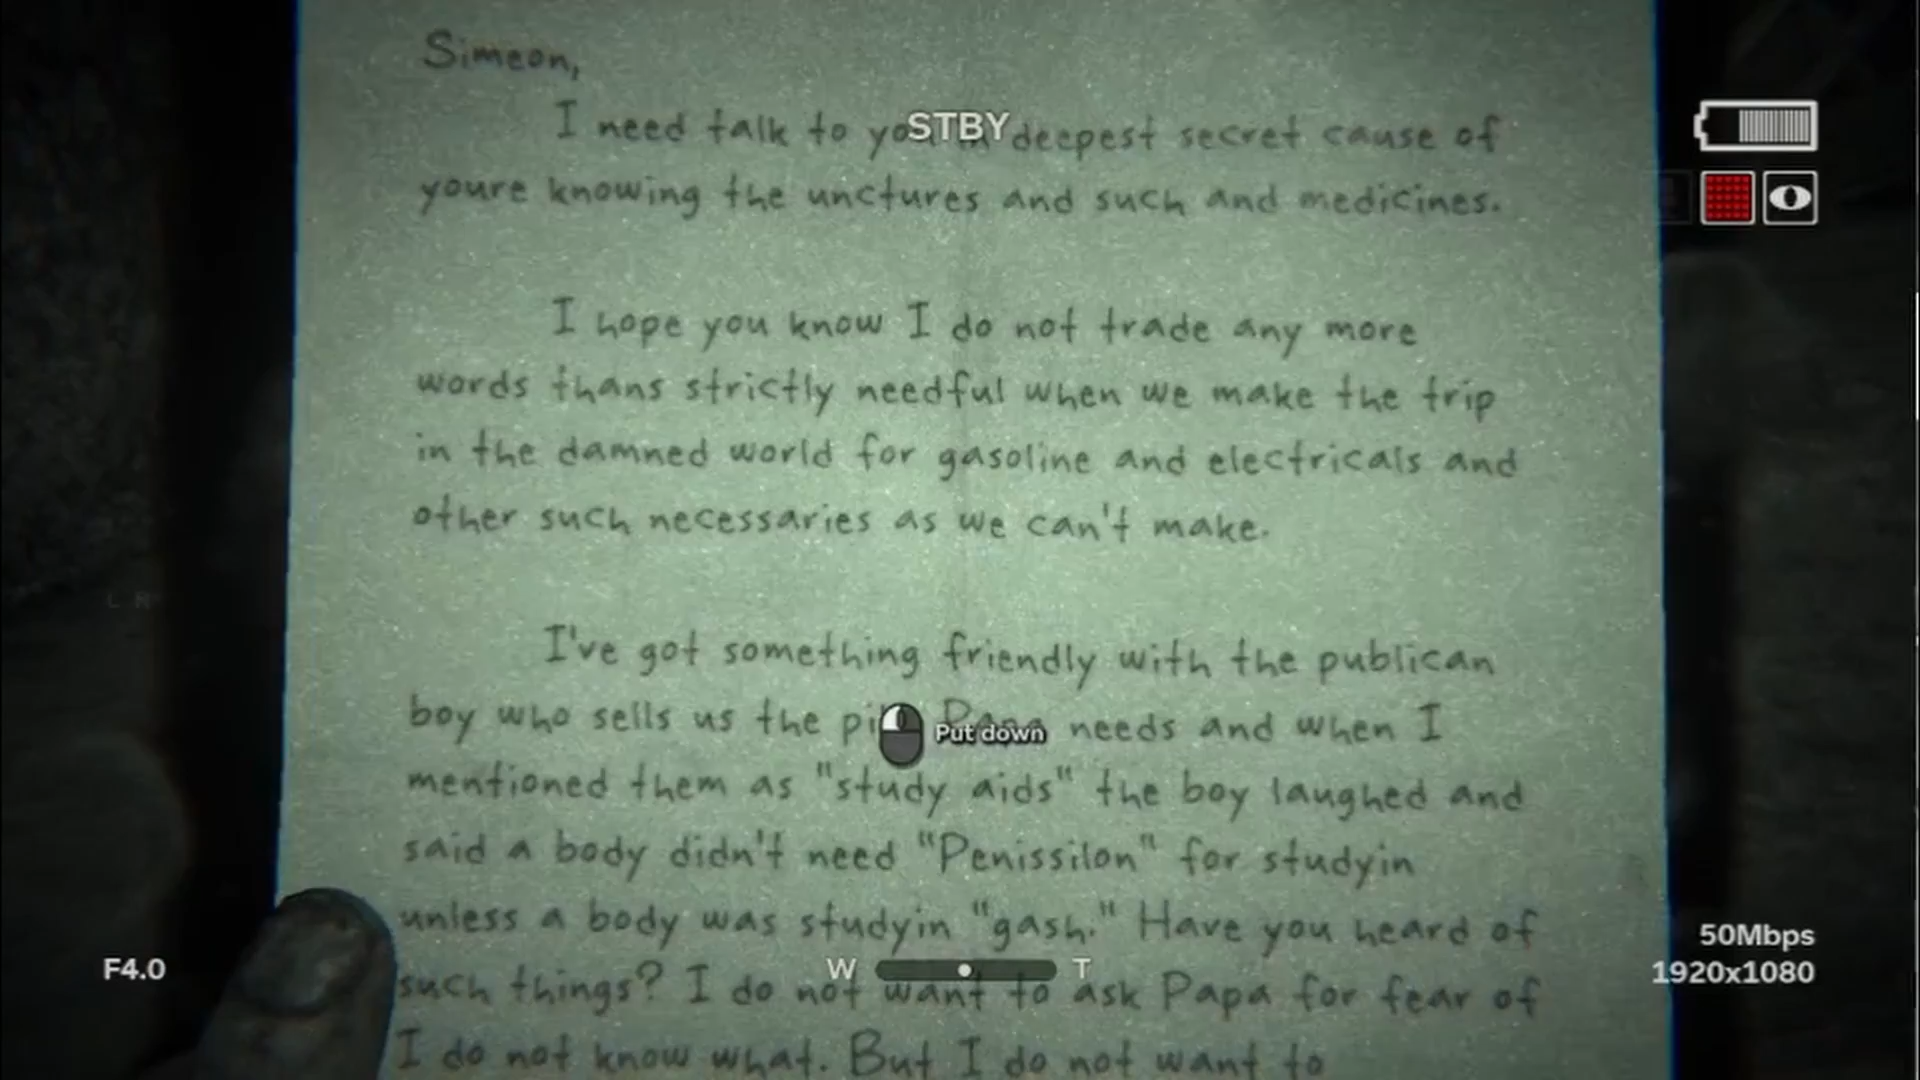 Simeon,
I need talk to deepest secret cause of
STBY
youre knowing the unctures and such and medicines.
I hope you know I do not trade any more
words thans strictly needful when we make the trip
in the damned world for gasoline and electricals and
other such necessaries as we can't make.
I've got something friendly with the publican
boy who sells us the Papa needs and when I
Put down
mentioned them as "study aids" the boy laughed and
said a body didn't need "Penissilon" for studyin
unless a body was studyin "gash." Have you heard of
50Mbps
F4.0
W T
1920x1080
such things? I do not want to ask Papa for fear of
I do not know what. But I do not want to